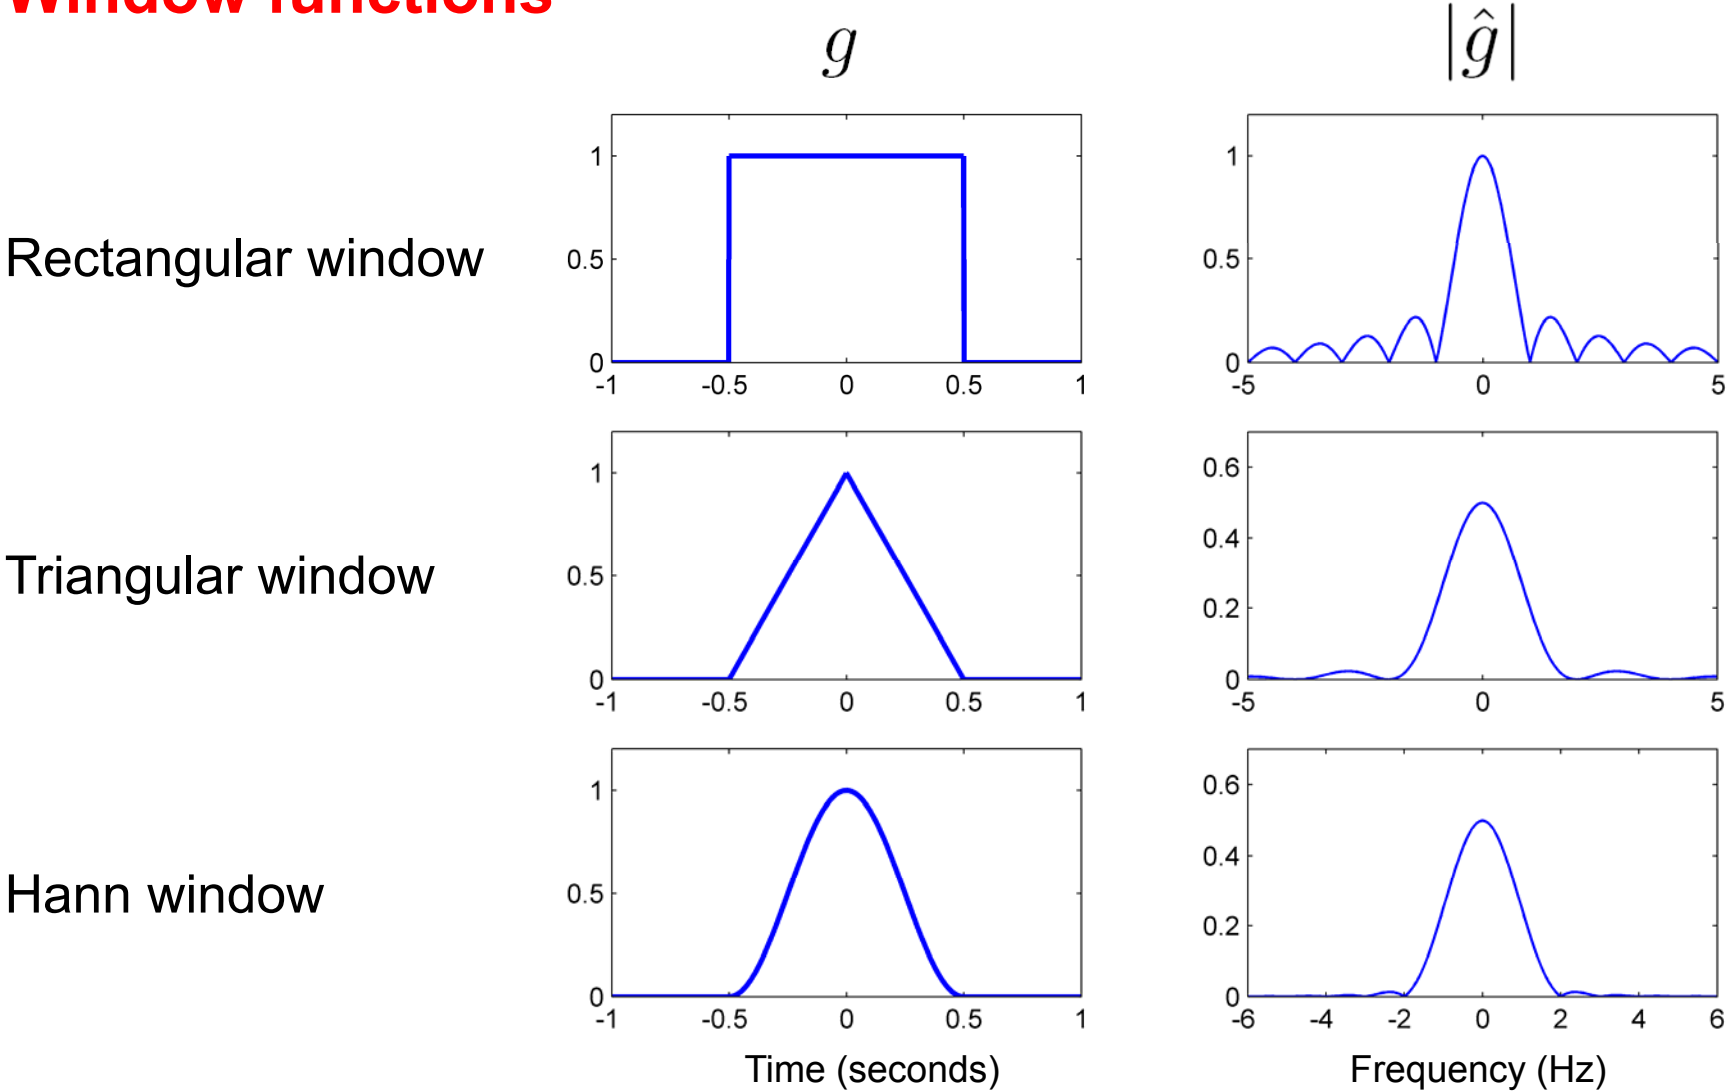 Window functions
g
|ĝ|
Rectangular window
1
0.5
0
-1 -0.5 0 0.5 1
1
0.5
0
-5 0 5
Triangular window
1
0.5
0
-1 -0.5 0 0.5 1
0.6
0.4
0.2
0
-5 0 5
Hann window
1
0.5
0
-1 -0.5 0 0.5 1
Time (seconds)
0.6
0.4
0.2
0
-6 -4 -2 0 2 4 6
Frequency (Hz)